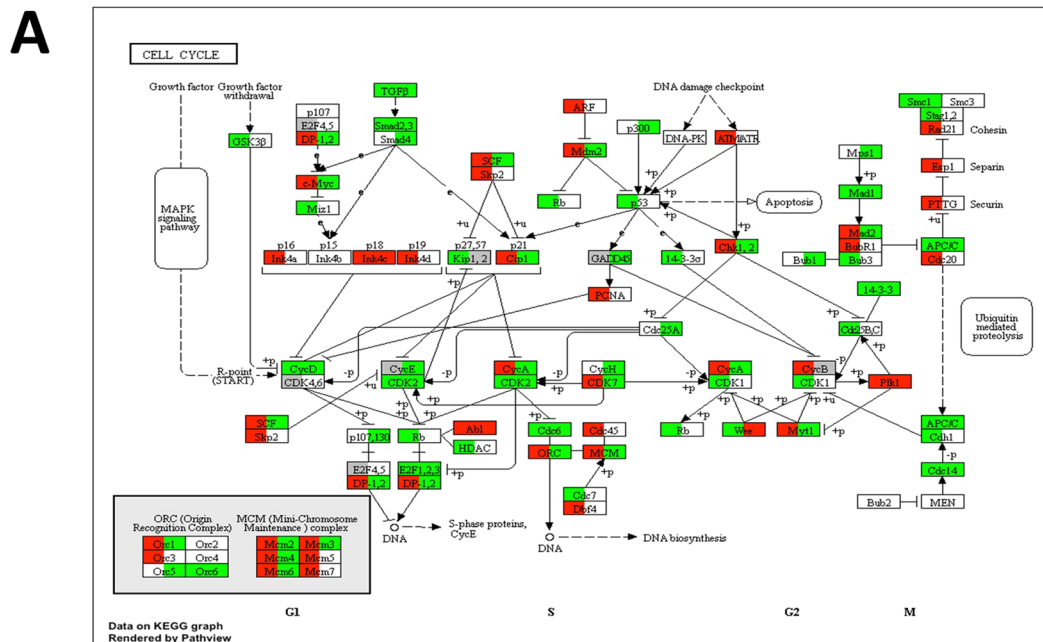 A
CELL CYCLE
Growth factor
Growth factor
withdrawal
GSK3β
MAPK
signaling
pathway
R-point
(START)
p107
E2F4,5
DP-1,2
TGFβ
Smad2,3
Smad4
c-Myc
Miz1
e
e
e
e
e
e
e
SCF
Skp2
ARF
Mdm2
Rb
p300
DNA damage checkpoint
DNA-PK
ATM/ATR
p53
Apoptosis
+p
+p
+p
+p
+u
p16
Ink4a
p15
Ink4b
p18
Ink4c
p19
Ink4d
p27,57
Kip1,2
p21
Cip1
GADD45
14-3-3σ
Chk1, 2
PCNA
+p
Smc1
Smc3
Stag1,2
Rad21
Cohesin
Mps1
+p
Esp1
Separin
Mad1
PTTG
Securin
+u
Mad2
BubR1
Bub3
Bub1
APC/C
Cdc20
14-3-3
Ubiquitin
mediated
proteolysis
Cdc25A
Cdc25B,C
+p
+p
+p
CycD
CDK4,6
CycE
CDK2
CycA
CDK2
CycH
CDK7
CycA
CDK1
CycB
CDK1
Plk1
+p
-p
+u
-p
-p
+p
-p
-p
+p
SCF
Skp2
+p
+p
+p
+p
+p
+p
+p
+p
+u
+p
p107,130
Rb
Abl
HDAC
Cdc6
Cdc45
Rb
Wee
Myt1
APC/C
Cdh1
E2F4,5
DP-1,2
E2F1,2,3
DP-1,2
+p
ORC
MCM
+p
-p
Cdc14
Cdc7
Dbf4
Bub2
MEN
DNA
S-phase proteins,
CycE
DNA
DNA biosynthesis
ORC (Origin
Recognition Complex)
MCM (Mini-Chromosome
Maintenance ) complex
Orc1 Orc2
Orc3 Orc4
Orc5 Orc6
Mcm2 Mcm3
Mcm4 Mcm5
Mcm6 Mcm7
G1
S
G2
M
Data on KEGG graph
Rendered by Pathview